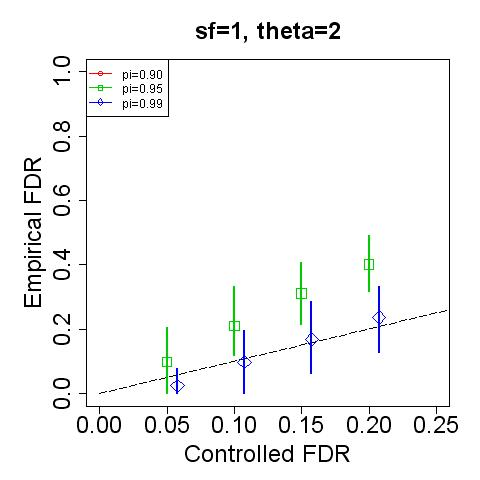 sf=1, theta=2
pi=0.90
pi=0.95
pi=0.99
Empirical FDR
1.0
0.8
0.6
0.4
0.2
0.0
0.00 0.05 0.10 0.15 0.20 0.25
Controlled FDR